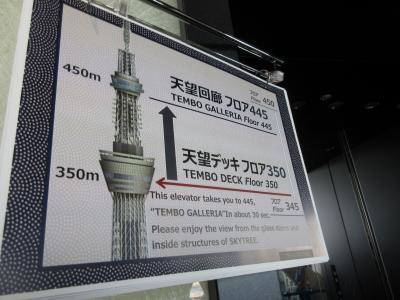 450m
天望回廊 フロア445
TEMBO GALLERIA Floor 445
フロア
Floor 450
350m
天望デッキ フロア350
TEMBO DECK Floor 350
フロア
Floor 345
This elevator takes you to 445,
"TEMBO GALLERIA"In about 30 sec.
Please enjoy the view from the glass doors and
inside structures of SKYTREE.